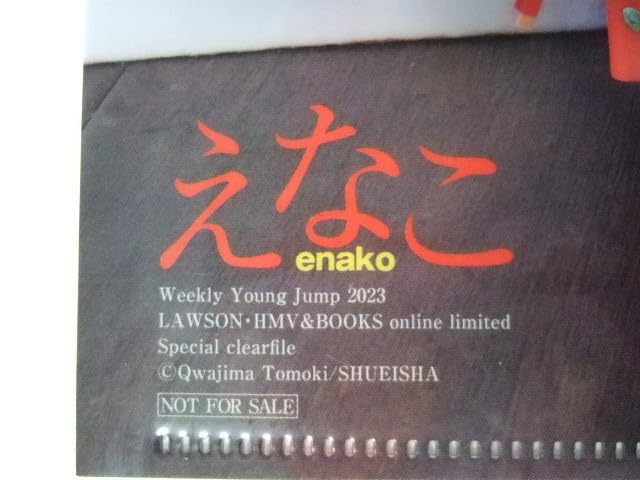 えなこ
enako
Weekly Young Jump 2023
LAWSON・HMV&BOOKS online limited
Special clearfile
©Qwajima Tomoki/SHUEISHA
NOT FOR SALE